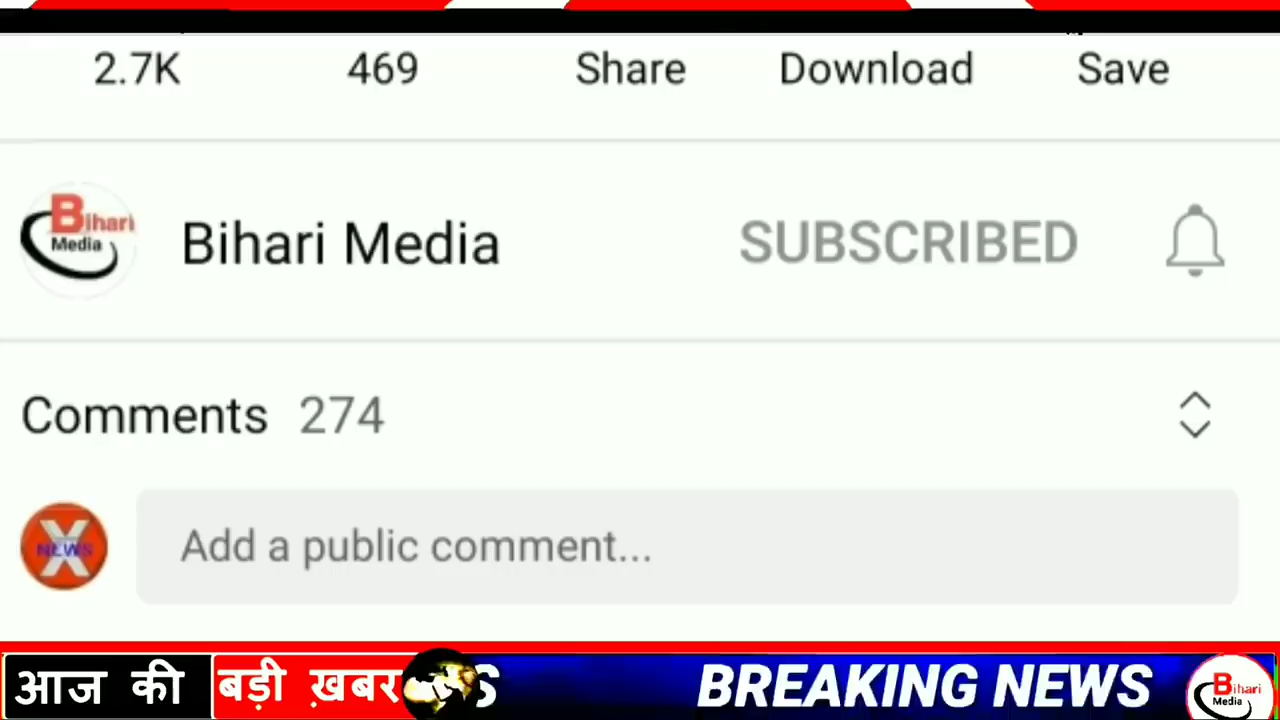 2.7K 469 Share Download Save
Bihari Media
Bihari Media SUBSCRIBED
Comments 274
X NEWS
Add a public comment...
आज की बड़ी ख़बर S BREAKING NEWS
Bihari Media